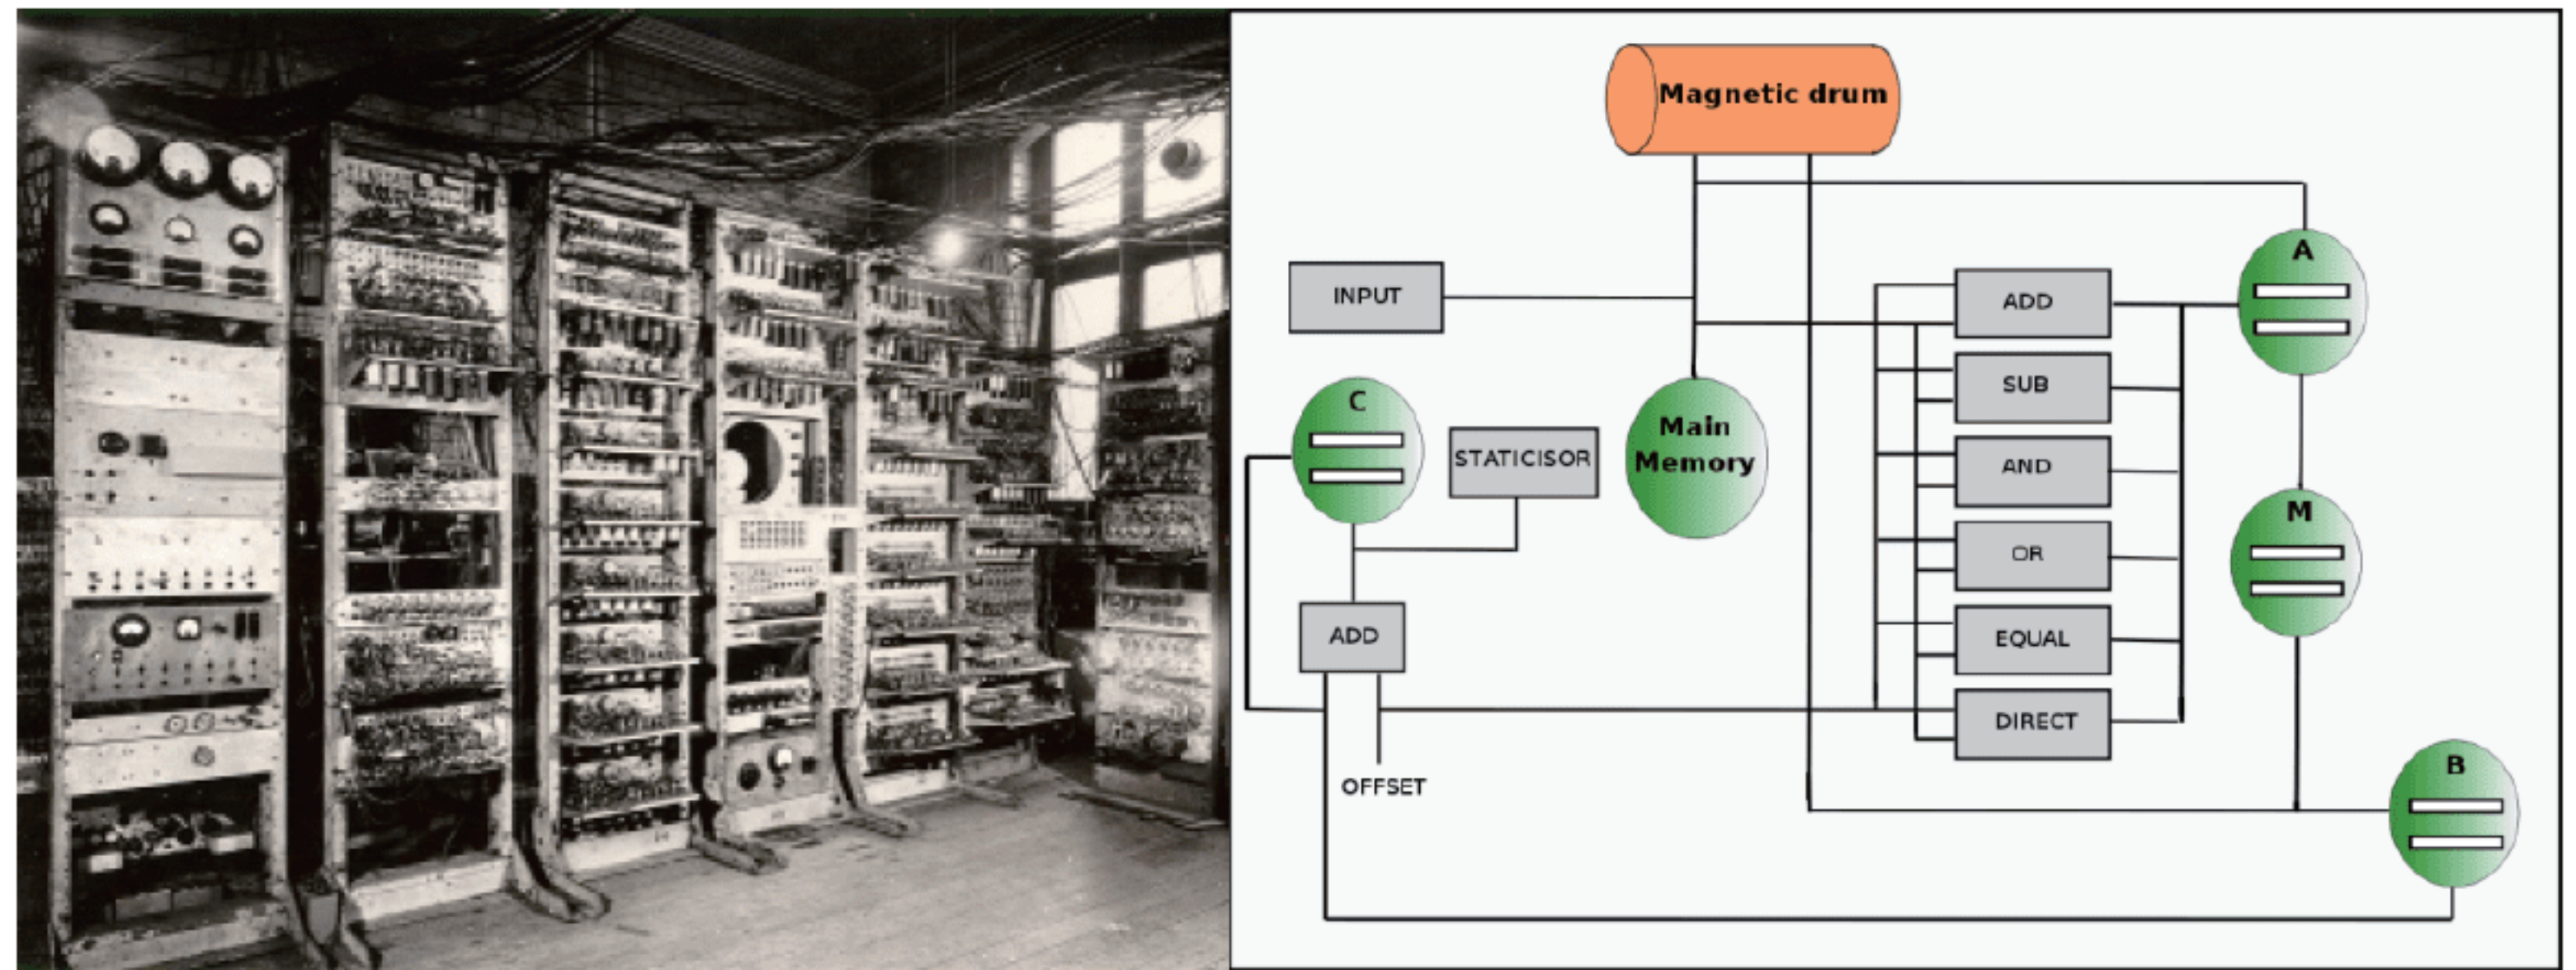 Magnetic drum
A
INPUT
ADD
SUB
C
Main
Memory
STATICISOR
AND
M
OR
ADD
EQUAL
DIRECT
OFFSET
B